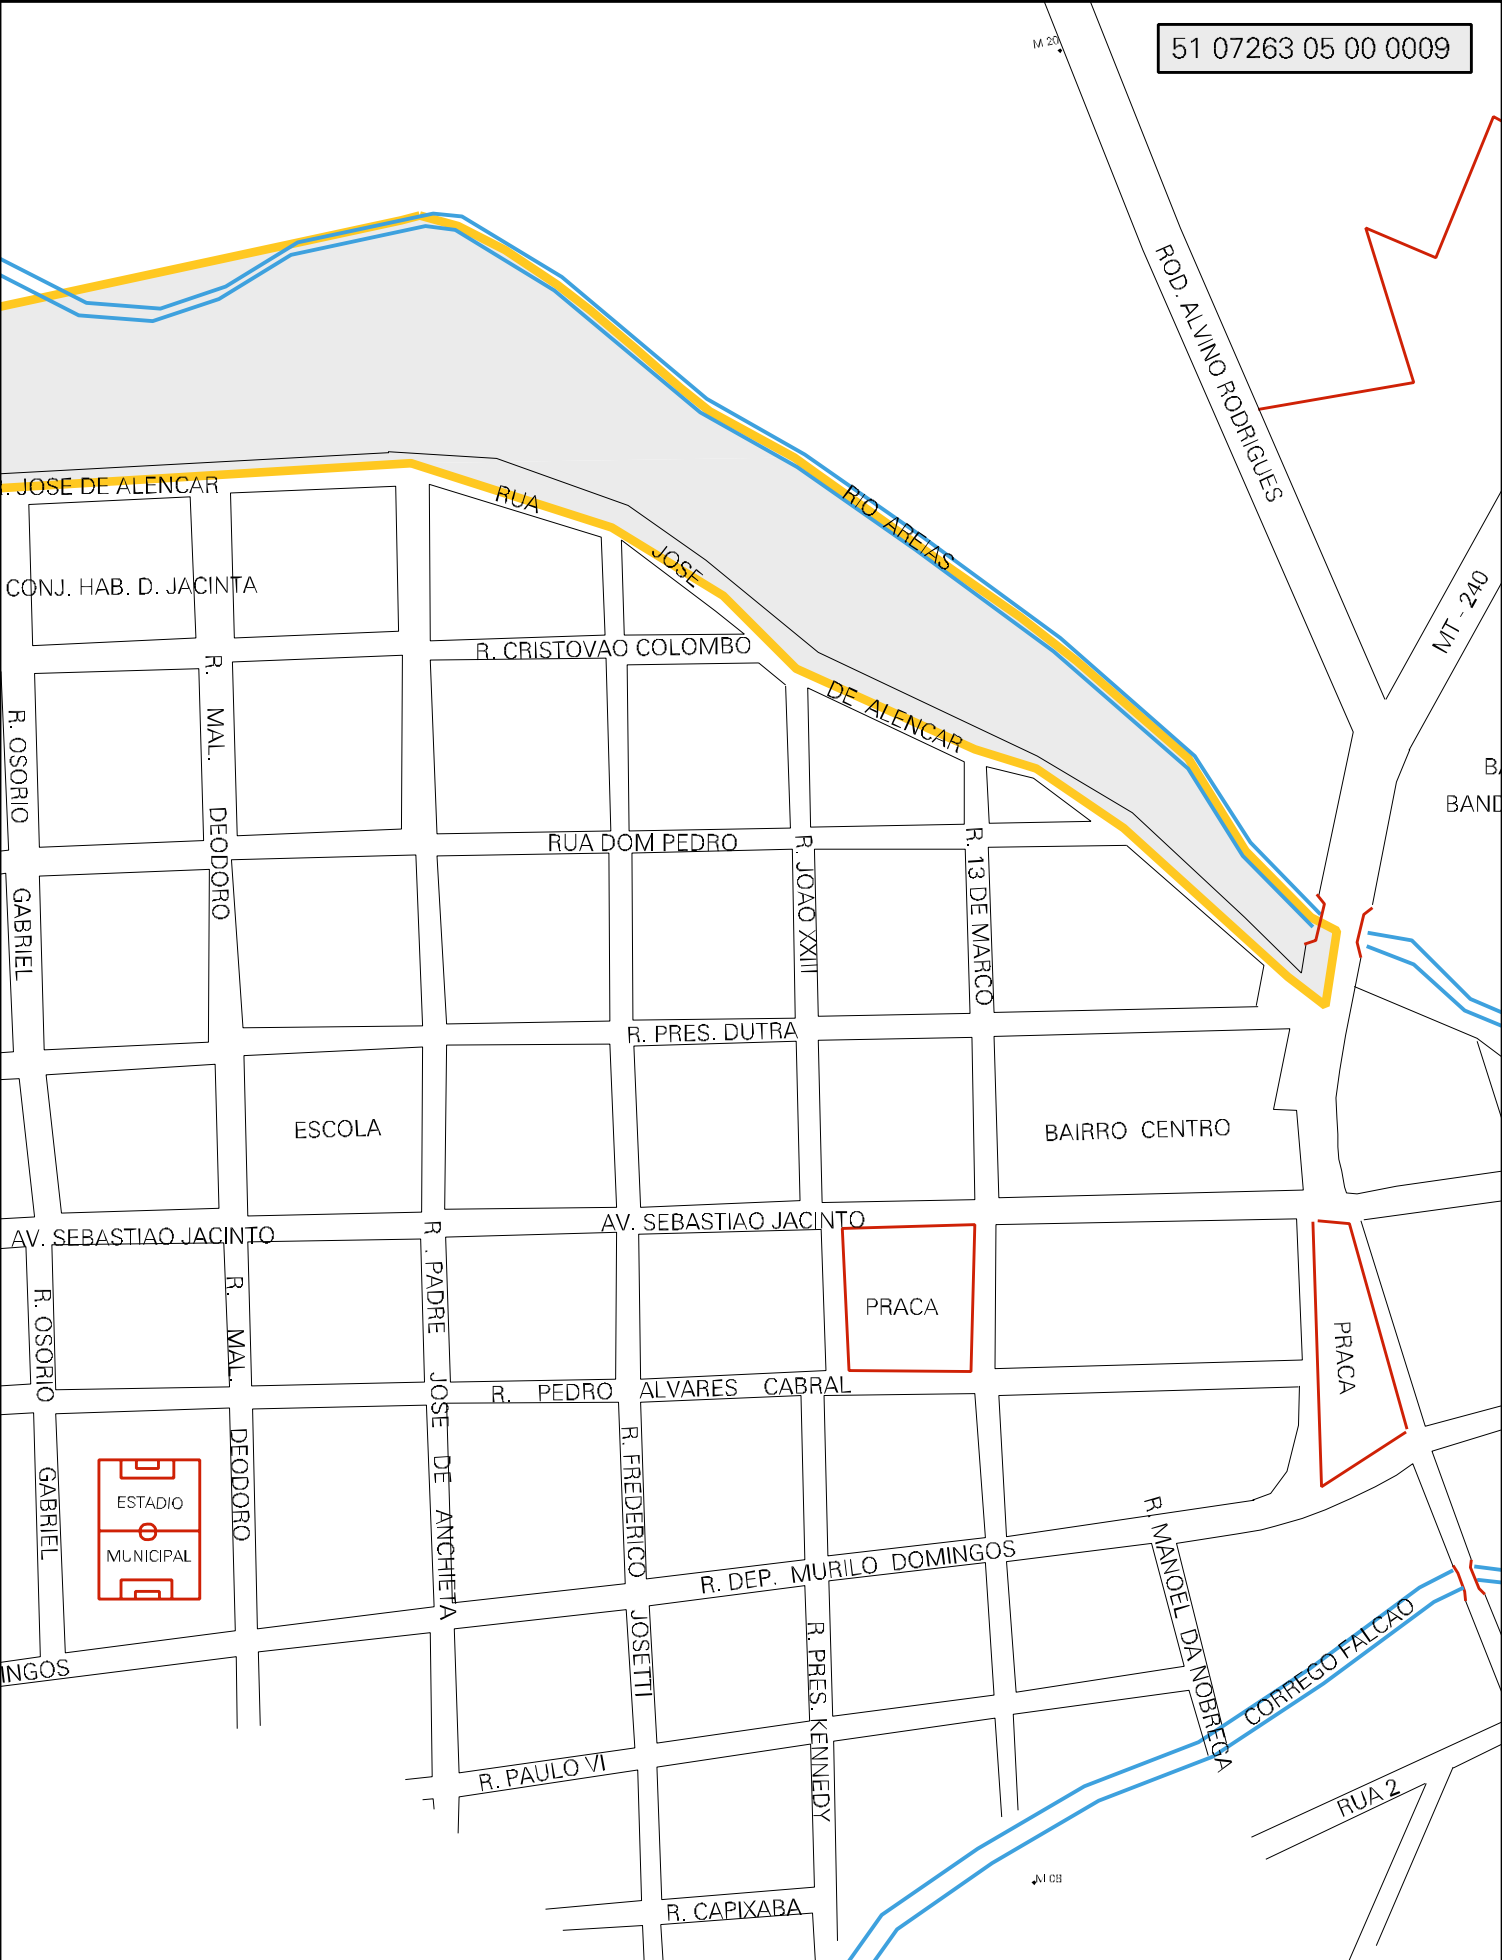 51 07263 05 00 0009
M 20
ROD. ALVINO RODRIGUES
RIO AREIAS
MT - 240
R. JOSE DE ALENCAR
RUA JOSE DE ALENCAR
CONJ. HAB. D. JACINTA
R. CRISTOVAO COLOMBO
R. OSORIO
GABRIEL
R. MAL. DEODORO
RUA DOM PEDRO
R. JOAO XXIII
R. 13 DE MARCO
BAND
R. PRES. DUTRA
ESCOLA
BAIRRO CENTRO
AV. SEBASTIAO JACINTO
AV. SEBASTIAO JACINTO
PRACA
PRACA
R. OSORIO
GABRIEL
R. MAL. DEODORO
R. PADRE JOSE DE ANCHIETA
R. PEDRO ALVARES CABRAL
R. FREDERICO JOSETTI
ESTADIO
MUNICIPAL
R. DEP. MURILO DOMINGOS
R. MANOEL DA NOBREGA
CORREGO FALCAO
INGOS
R. PRES. KENNEDY
R. PAULO VI
RUA 2
R. CAPIXABA